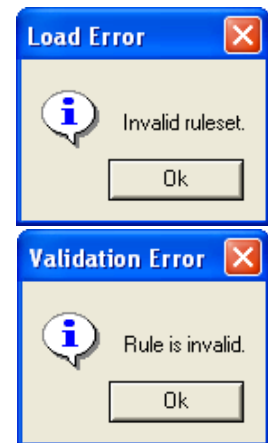 Load Error
Invalid ruleset.
Ok
Validation Error
Rule is invalid.
Ok